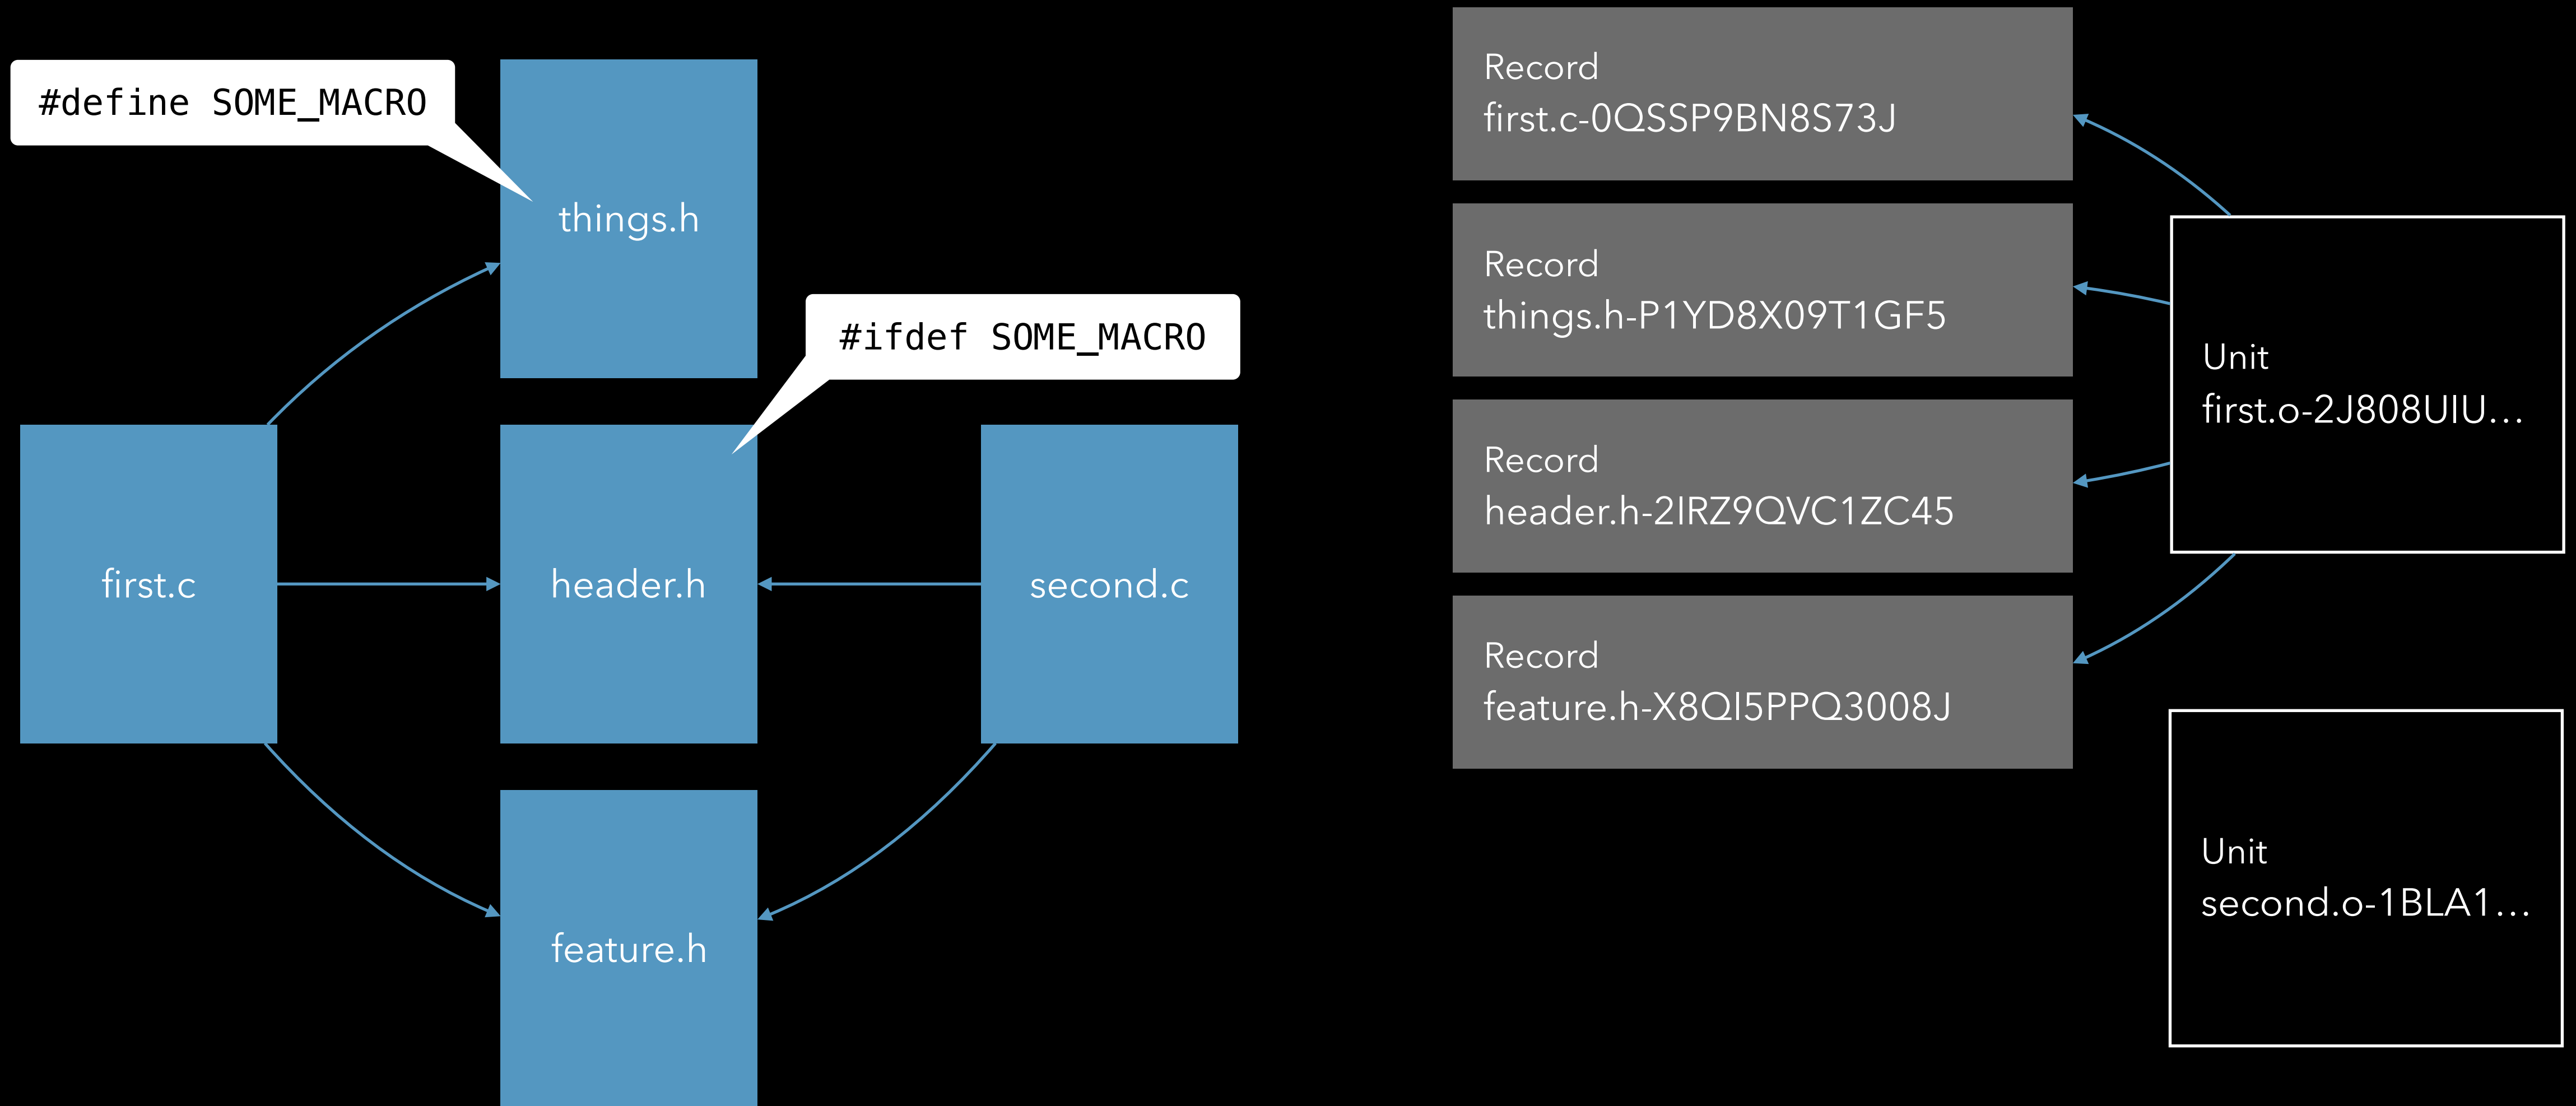 #define SOME_MACRO
things.h
#ifdef SOME_MACRO
first.c
header.h
second.c
feature.h
Record
first.c-0QSSP9BN8S73J
Record
things.h-P1YD8X09T1GF5
Record
header.h-2IRZ9QVC1ZC45
Record
feature.h-X8QI5PPQ3008J
Unit
first.o-2J808UIU…
Unit
second.o-1BLA1…